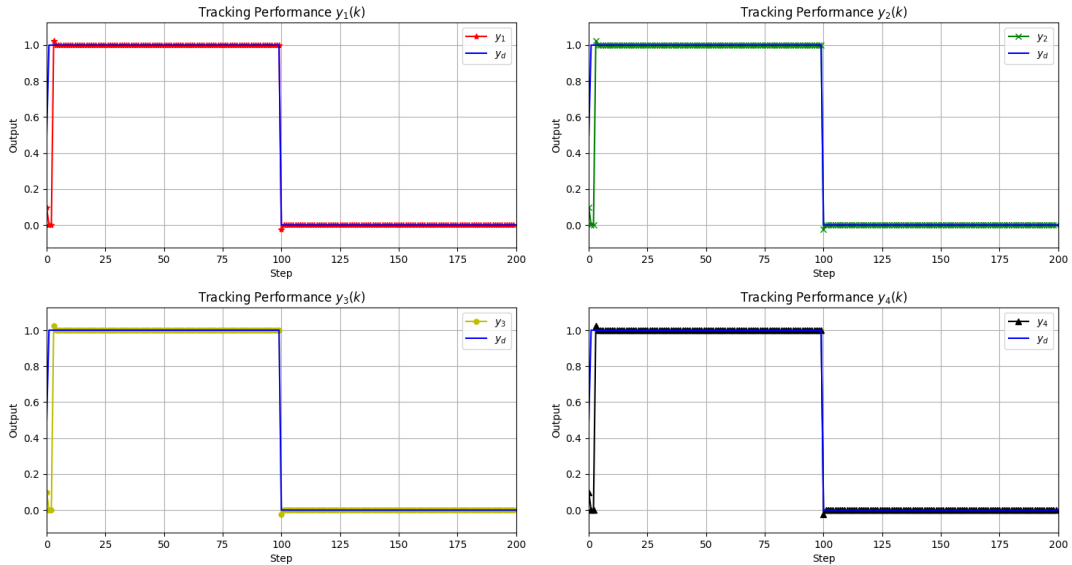 Tracking Performance y₁(k)
Output
1.0
0.8
0.6
0.4
0.2
0.0
y₁
y_d
0 25 50 75 100 125 150 175 200
Step
Tracking Performance y₂(k)
Output
1.0
0.8
0.6
0.4
0.2
0.0
y₂
y_d
0 25 50 75 100 125 150 175 200
Step
Tracking Performance y₃(k)
Output
1.0
0.8
0.6
0.4
0.2
0.0
y₃
y_d
0 25 50 75 100 125 150 175 200
Step
Tracking Performance y₄(k)
Output
1.0
0.8
0.6
0.4
0.2
0.0
y₄
y_d
0 25 50 75 100 125 150 175 200
Step